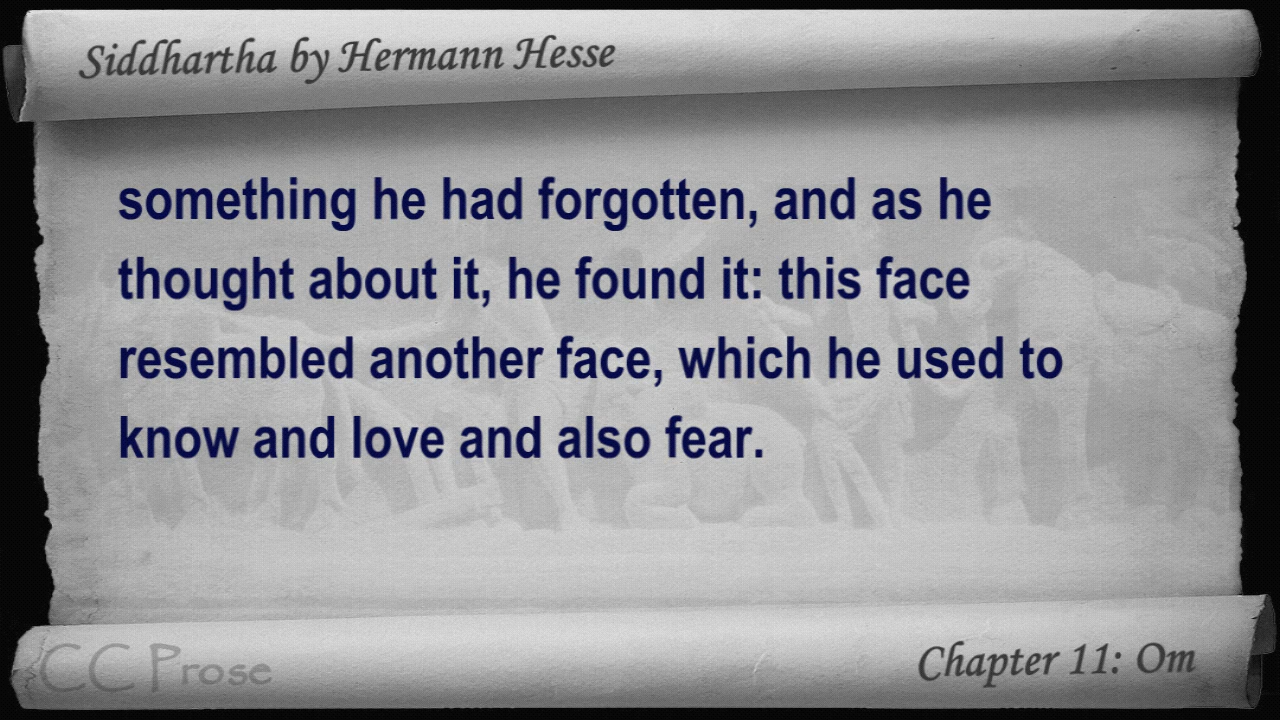 Siddhartha by Hermann Hesse
something he had forgotten, and as he
thought about it, he found it: this face
resembled another face, which he used to
know and love and also fear.
CC Prose
Chapter 11: Om